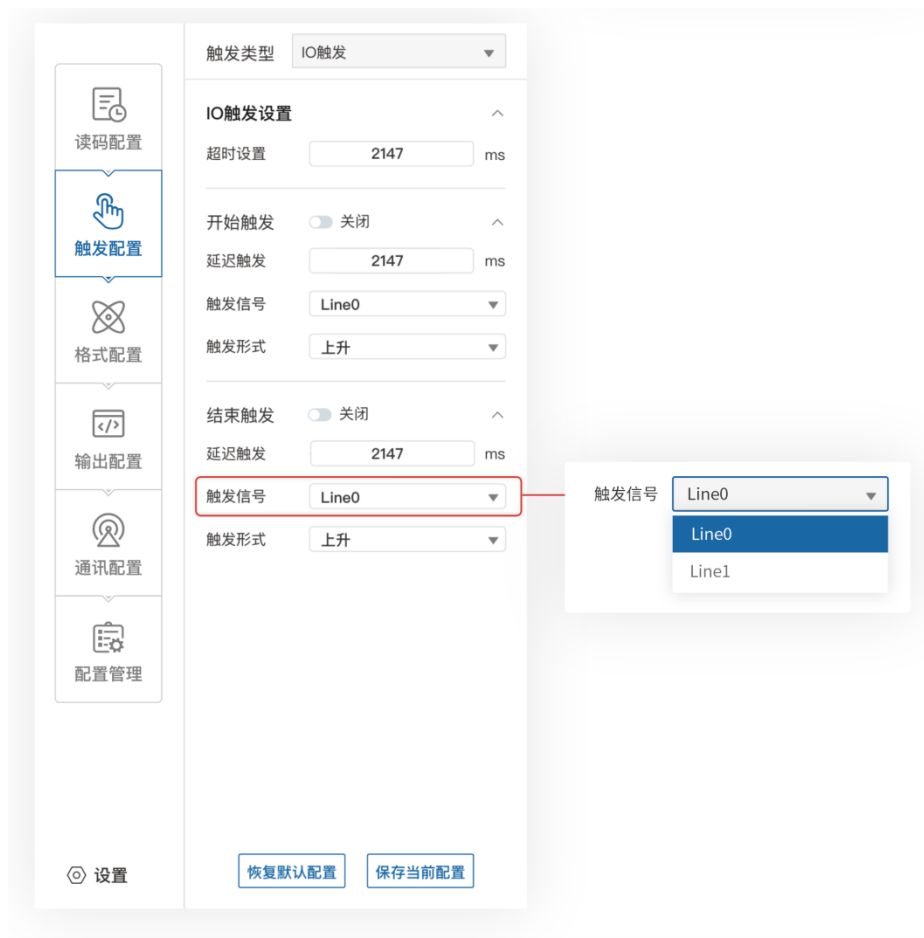 读码配置
触发配置
格式配置
输出配置
通讯配置
配置管理
设置
触发类型 IO触发
IO触发设置
超时设置 2147 ms
开始触发 关闭
延迟触发 2147 ms
触发信号 Line0
触发形式 上升
结束触发 关闭
延迟触发 2147 ms
触发信号 Line0
触发形式 上升
恢复默认配置 保存当前配置
触发信号 Line0
Line0
Line1